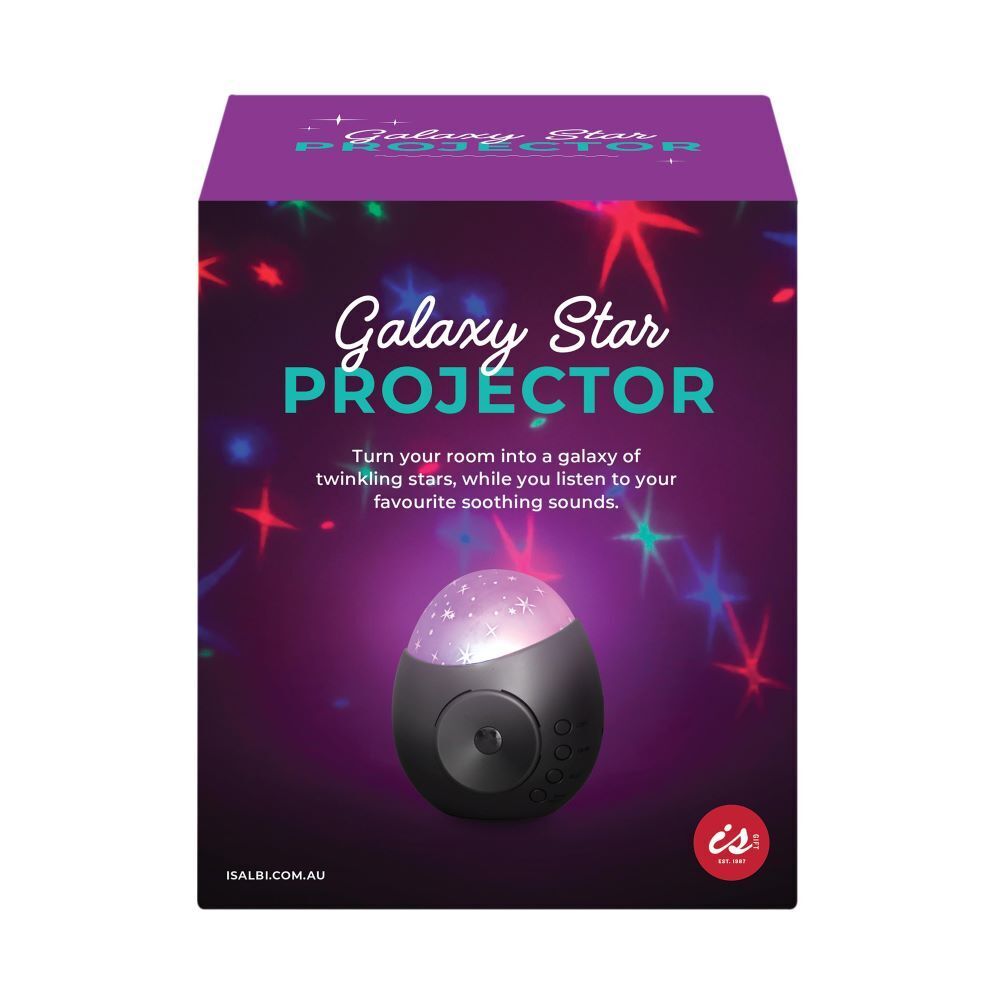 Galaxy Star
PROJECTOR
Galaxy Star
PROJECTOR
Turn your room into a galaxy of
twinkling stars, while you listen to your
favourite soothing sounds.
is
GIFT
EST. 1987
ISALBI.COM.AU